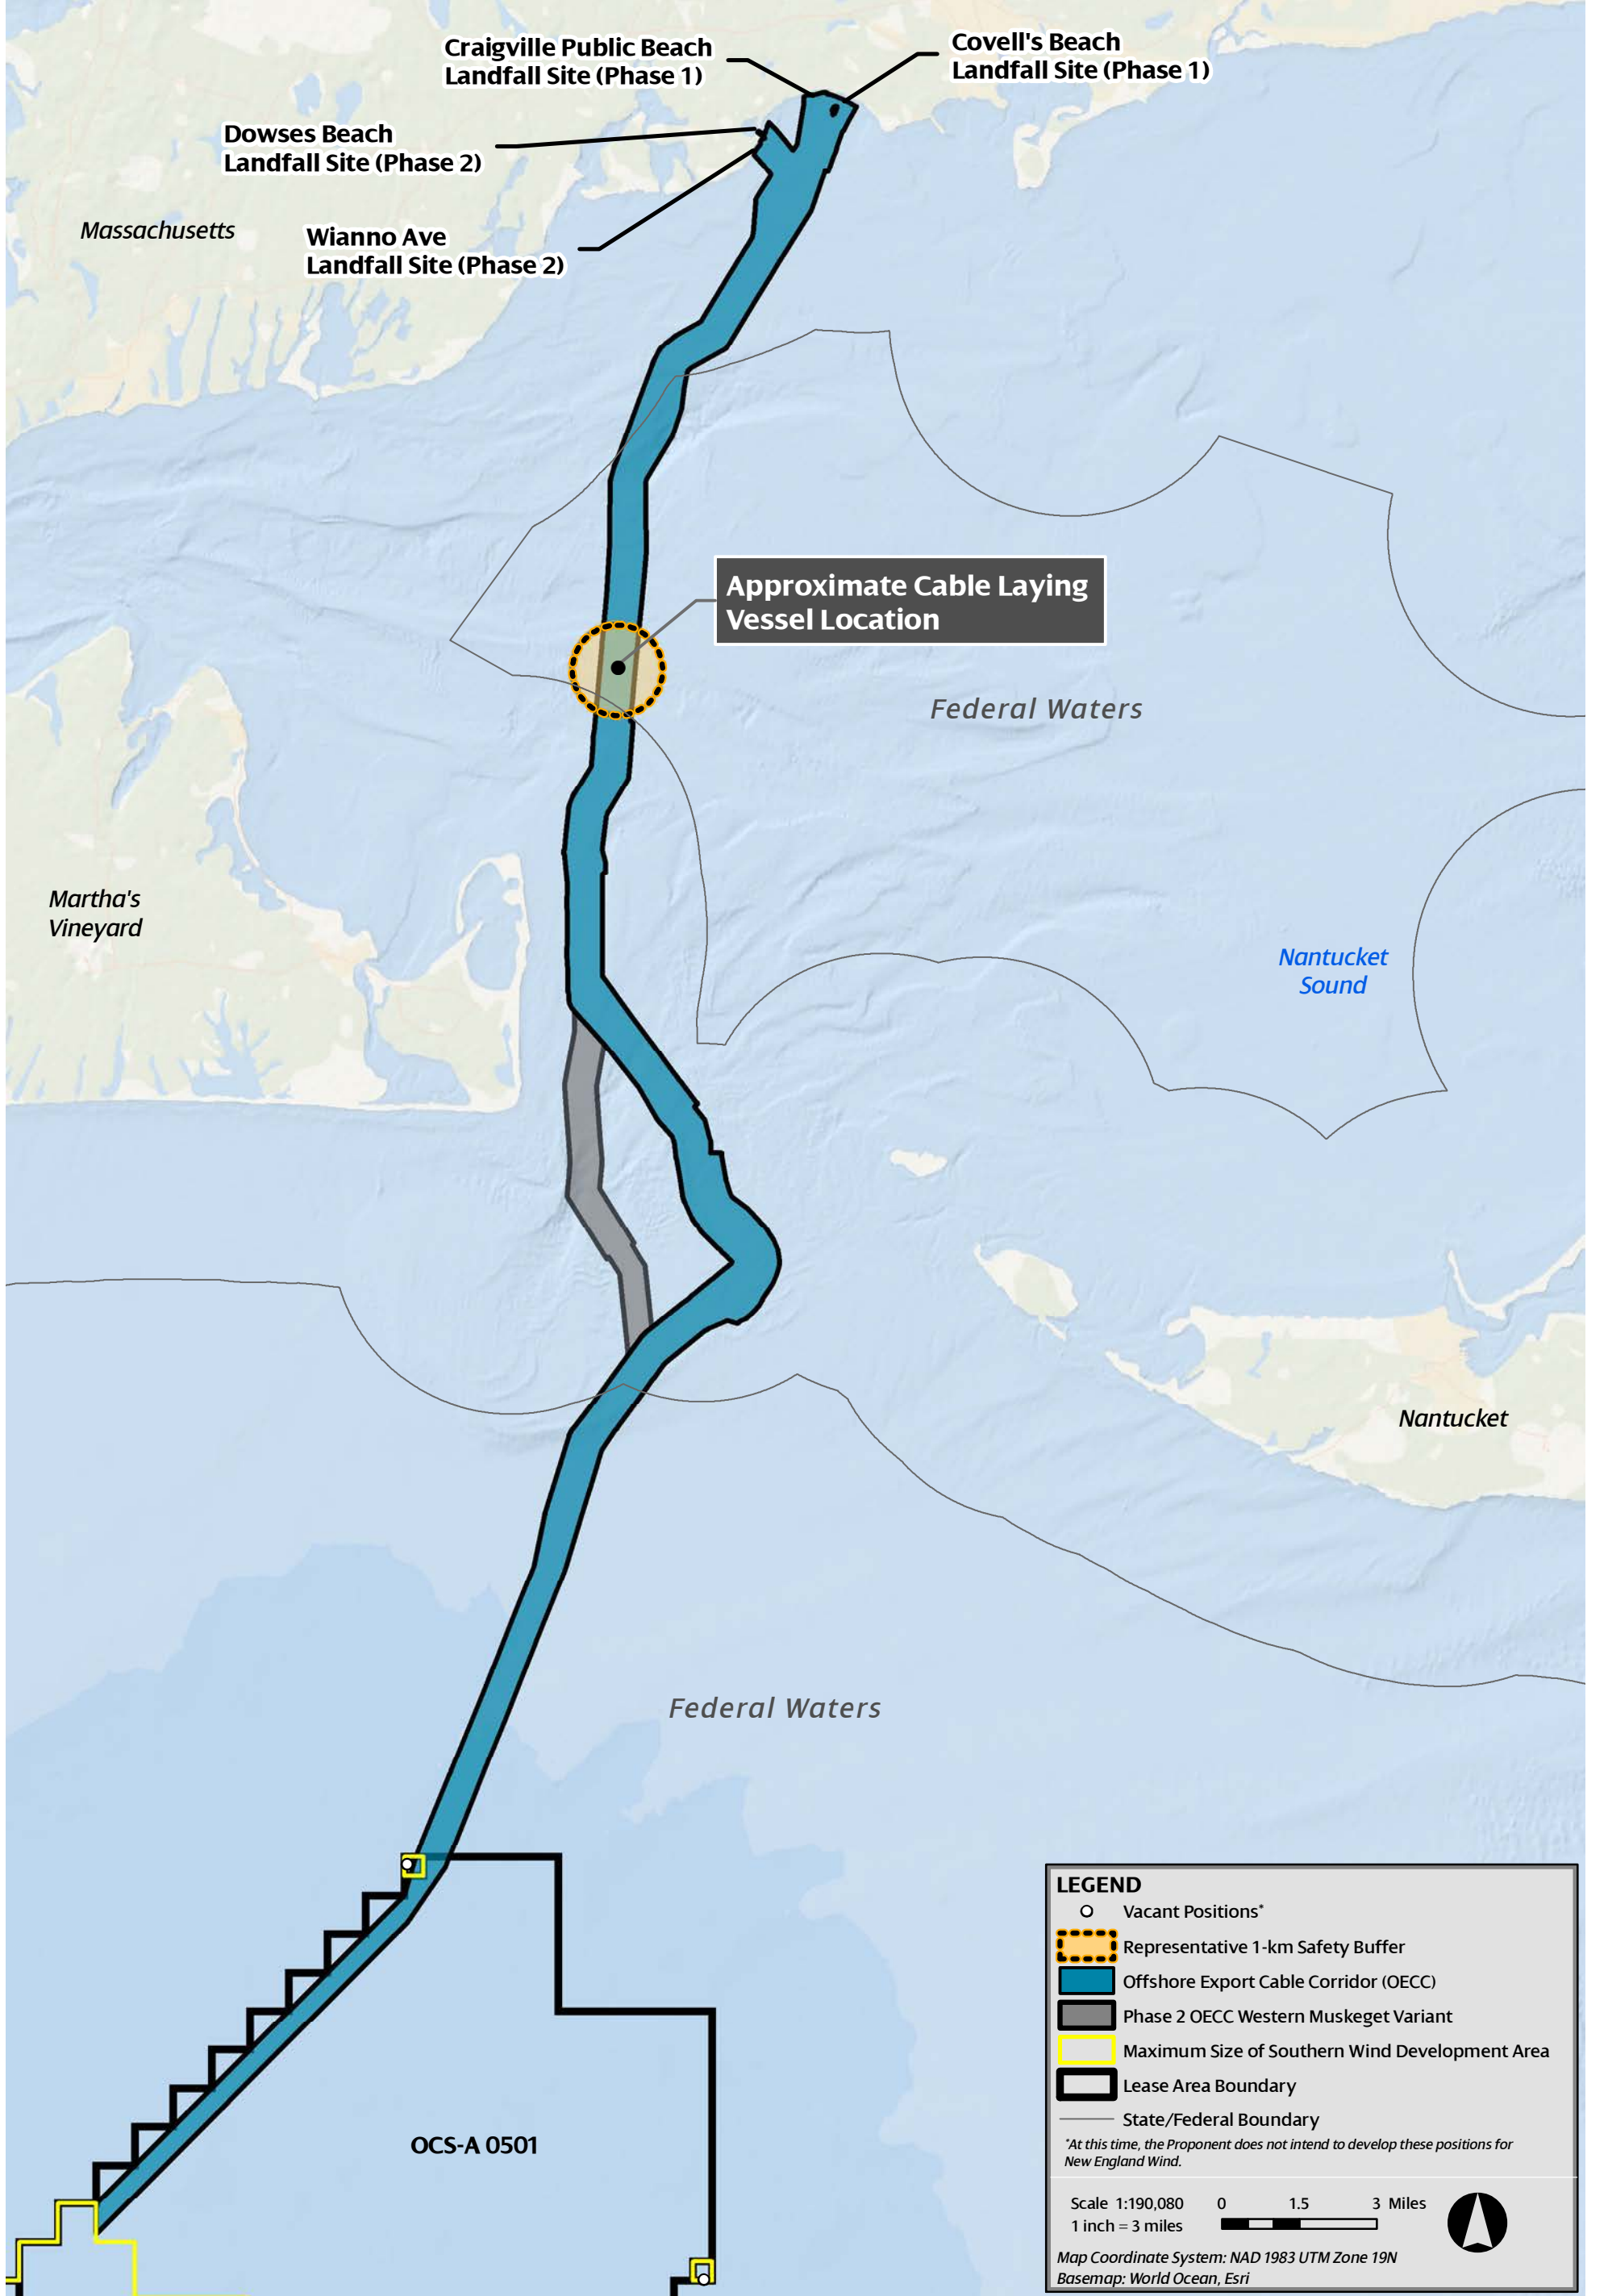 Craigville Public Beach
Landfall Site (Phase 1)
Covell's Beach
Landfall Site (Phase 1)
Dowses Beach
Landfall Site (Phase 2)
Massachusetts
Wianno Ave
Landfall Site (Phase 2)
Approximate Cable Laying
Vessel Location
Federal Waters
Martha's
Vineyard
Nantucket
Sound
Nantucket
Federal Waters
OCS-A 0501
LEGEND
Vacant Positions*
Representative 1-km Safety Buffer
Offshore Export Cable Corridor (OECC)
Phase 2 OECC Western Muskeget Variant
Maximum Size of Southern Wind Development Area
Lease Area Boundary
State/Federal Boundary
*At this time, the Proponent does not intend to develop these positions for
New England Wind.
Scale 1:190,080
1 inch = 3 miles
0 1.5 3 Miles
Map Coordinate System: NAD 1983 UTM Zone 19N
Basemap: World Ocean, Esri